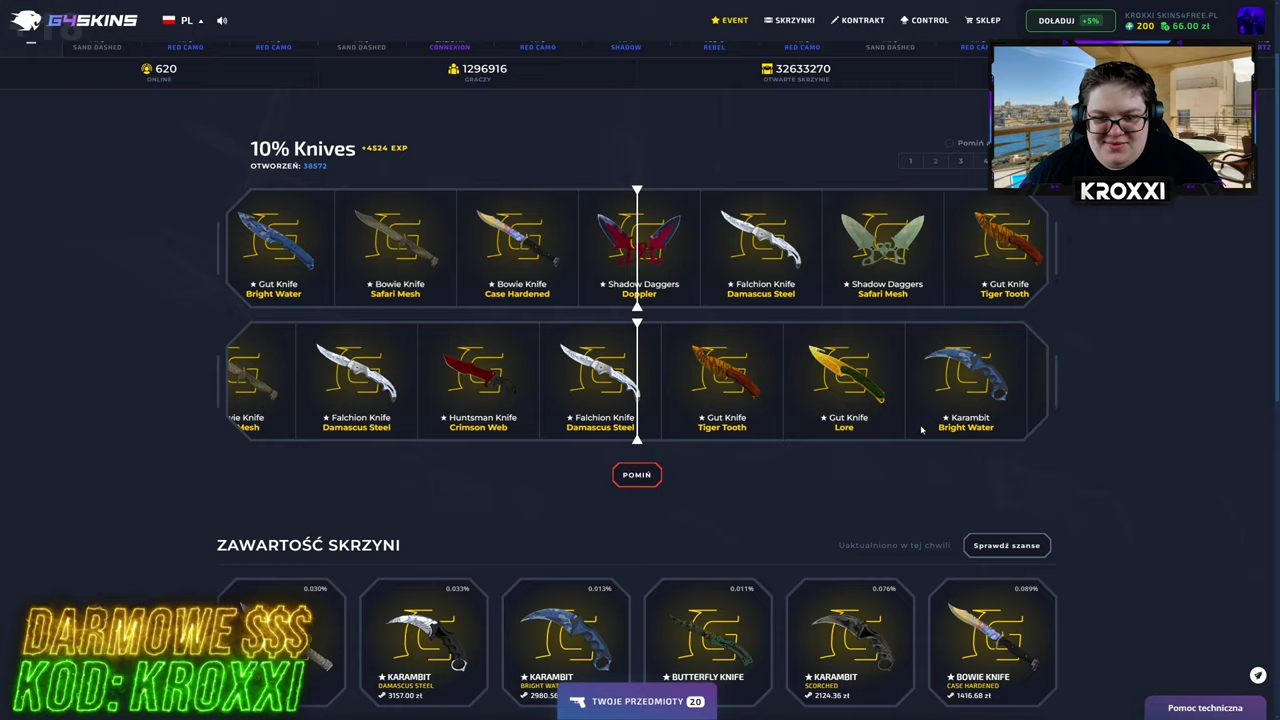 G4SKINS
PL
EVENT
SKRZYNKI
KONTRAKT
CONTROL
SKLEP
DOŁADUJ +5%
KROXXI SKINS4FREE.PL
200 66.00 zł
SAND DASHED
RED CAMO
RED CAMO
SAND DASHED
CONNEXION
RED CAMO
SHADOW
REBEL
RED CAMO
SAND DASHED
620
ONLINE
1296916
GRACZY
32633270
OTWARTE SKRZYNIE
10% Knives +4524 EXP
OTWORZEŃ: 38572
Pomiń
1 2 3 4
KROXXI
★ Gut Knife
Bright Water
★ Bowie Knife
Safari Mesh
★ Bowie Knife
Case Hardened
★ Shadow Daggers
Doppler
★ Falchion Knife
Damascus Steel
★ Shadow Daggers
Safari Mesh
★ Gut Knife
Tiger Tooth
wie Knife
Mesh
★ Falchion Knife
Damascus Steel
★ Huntsman Knife
Crimson Web
★ Falchion Knife
Damascus Steel
★ Gut Knife
Tiger Tooth
★ Gut Knife
Lore
★ Karambit
Bright Water
POMIŃ
ZAWARTOŚĆ SKRZYNI
Uaktualniono w tej chwili
Sprawdź szanse
0.030%
0.033%
★ KARAMBIT
DAMASCUS STEEL
3157.00 zł
0.013%
★ KARAMBIT
BRIGHT WAT
2980.56
0.011%
★ BUTTERFLY KNIFE
0.076%
★ KARAMBIT
SCORCHED
2124.36 zł
0.089%
★ BOWIE KNIFE
CASE HARDENED
1416.68 zł
DARMOWE $$$
KOD: KROXXI
TWOJE PRZEDMIOTY 20
Pomoc techniczna